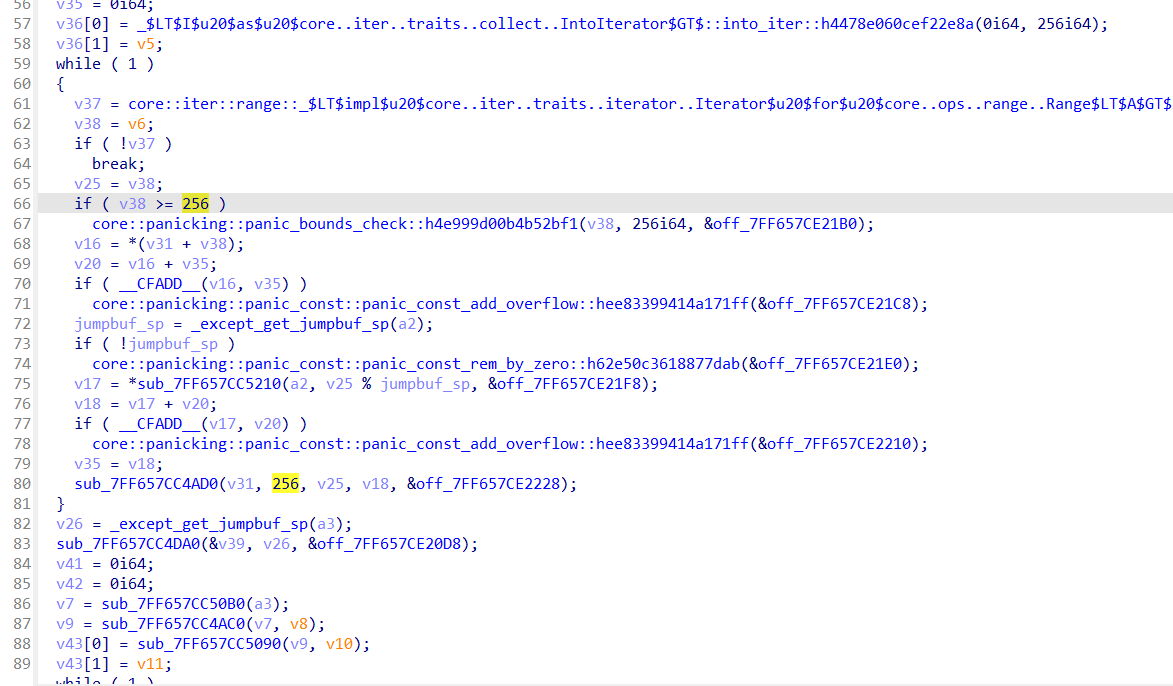 56 v35 = 0i64;
57 v36[0] = _$LT$I$u20$as$u20$core..iter..traits..collect..IntoIterator$GT$::into_iter::h4478e060cef22e8a(0i64, 256i64);
58 v36[1] = v5;
59 while ( 1 )
60 {
61 v37 = core::iter::range::_$LT$impl$u20$core..iter..traits..iterator..Iterator$u20$for$u20$core..ops..range..Range$LT$A$GT$
62 v38 = v6;
63 if ( !v37 )
64 break;
65 v25 = v38;
66 if ( v38 >= 256 )
67 core::panicking::panic_bounds_check::h4e999d00b4b52bf1(v38, 256i64, &off_7FF657CE21B0);
68 v16 = *(v31 + v38);
69 v20 = v16 + v35;
70 if ( __CFADD__(v16, v35) )
71 core::panicking::panic_const::panic_const_add_overflow::hee83399414a171ff(&off_7FF657CE21C8);
72 jumpbuf_sp = _except_get_jumpbuf_sp(a2);
73 if ( !jumpbuf_sp )
74 core::panicking::panic_const::panic_const_rem_by_zero::h62e50c3618877dab(&off_7FF657CE21E0);
75 v17 = *sub_7FF657CC5210(a2, v25 % jumpbuf_sp, &off_7FF657CE21F8);
76 v18 = v17 + v20;
77 if ( __CFADD__(v17, v20) )
78 core::panicking::panic_const::panic_const_add_overflow::hee83399414a171ff(&off_7FF657CE2210);
79 v35 = v18;
80 sub_7FF657CC4AD0(v31, 256, v25, v18, &off_7FF657CE2228);
81 }
82 v26 = _except_get_jumpbuf_sp(a3);
83 sub_7FF657CC4DA0(&v39, v26, &off_7FF657CE20D8);
84 v41 = 0i64;
85 v42 = 0i64;
86 v7 = sub_7FF657CC50B0(a3);
87 v9 = sub_7FF657CC4AC0(v7, v8);
88 v43[0] = sub_7FF657CC5090(v9, v10);
89 v43[1] = v11;
while ( 1 )